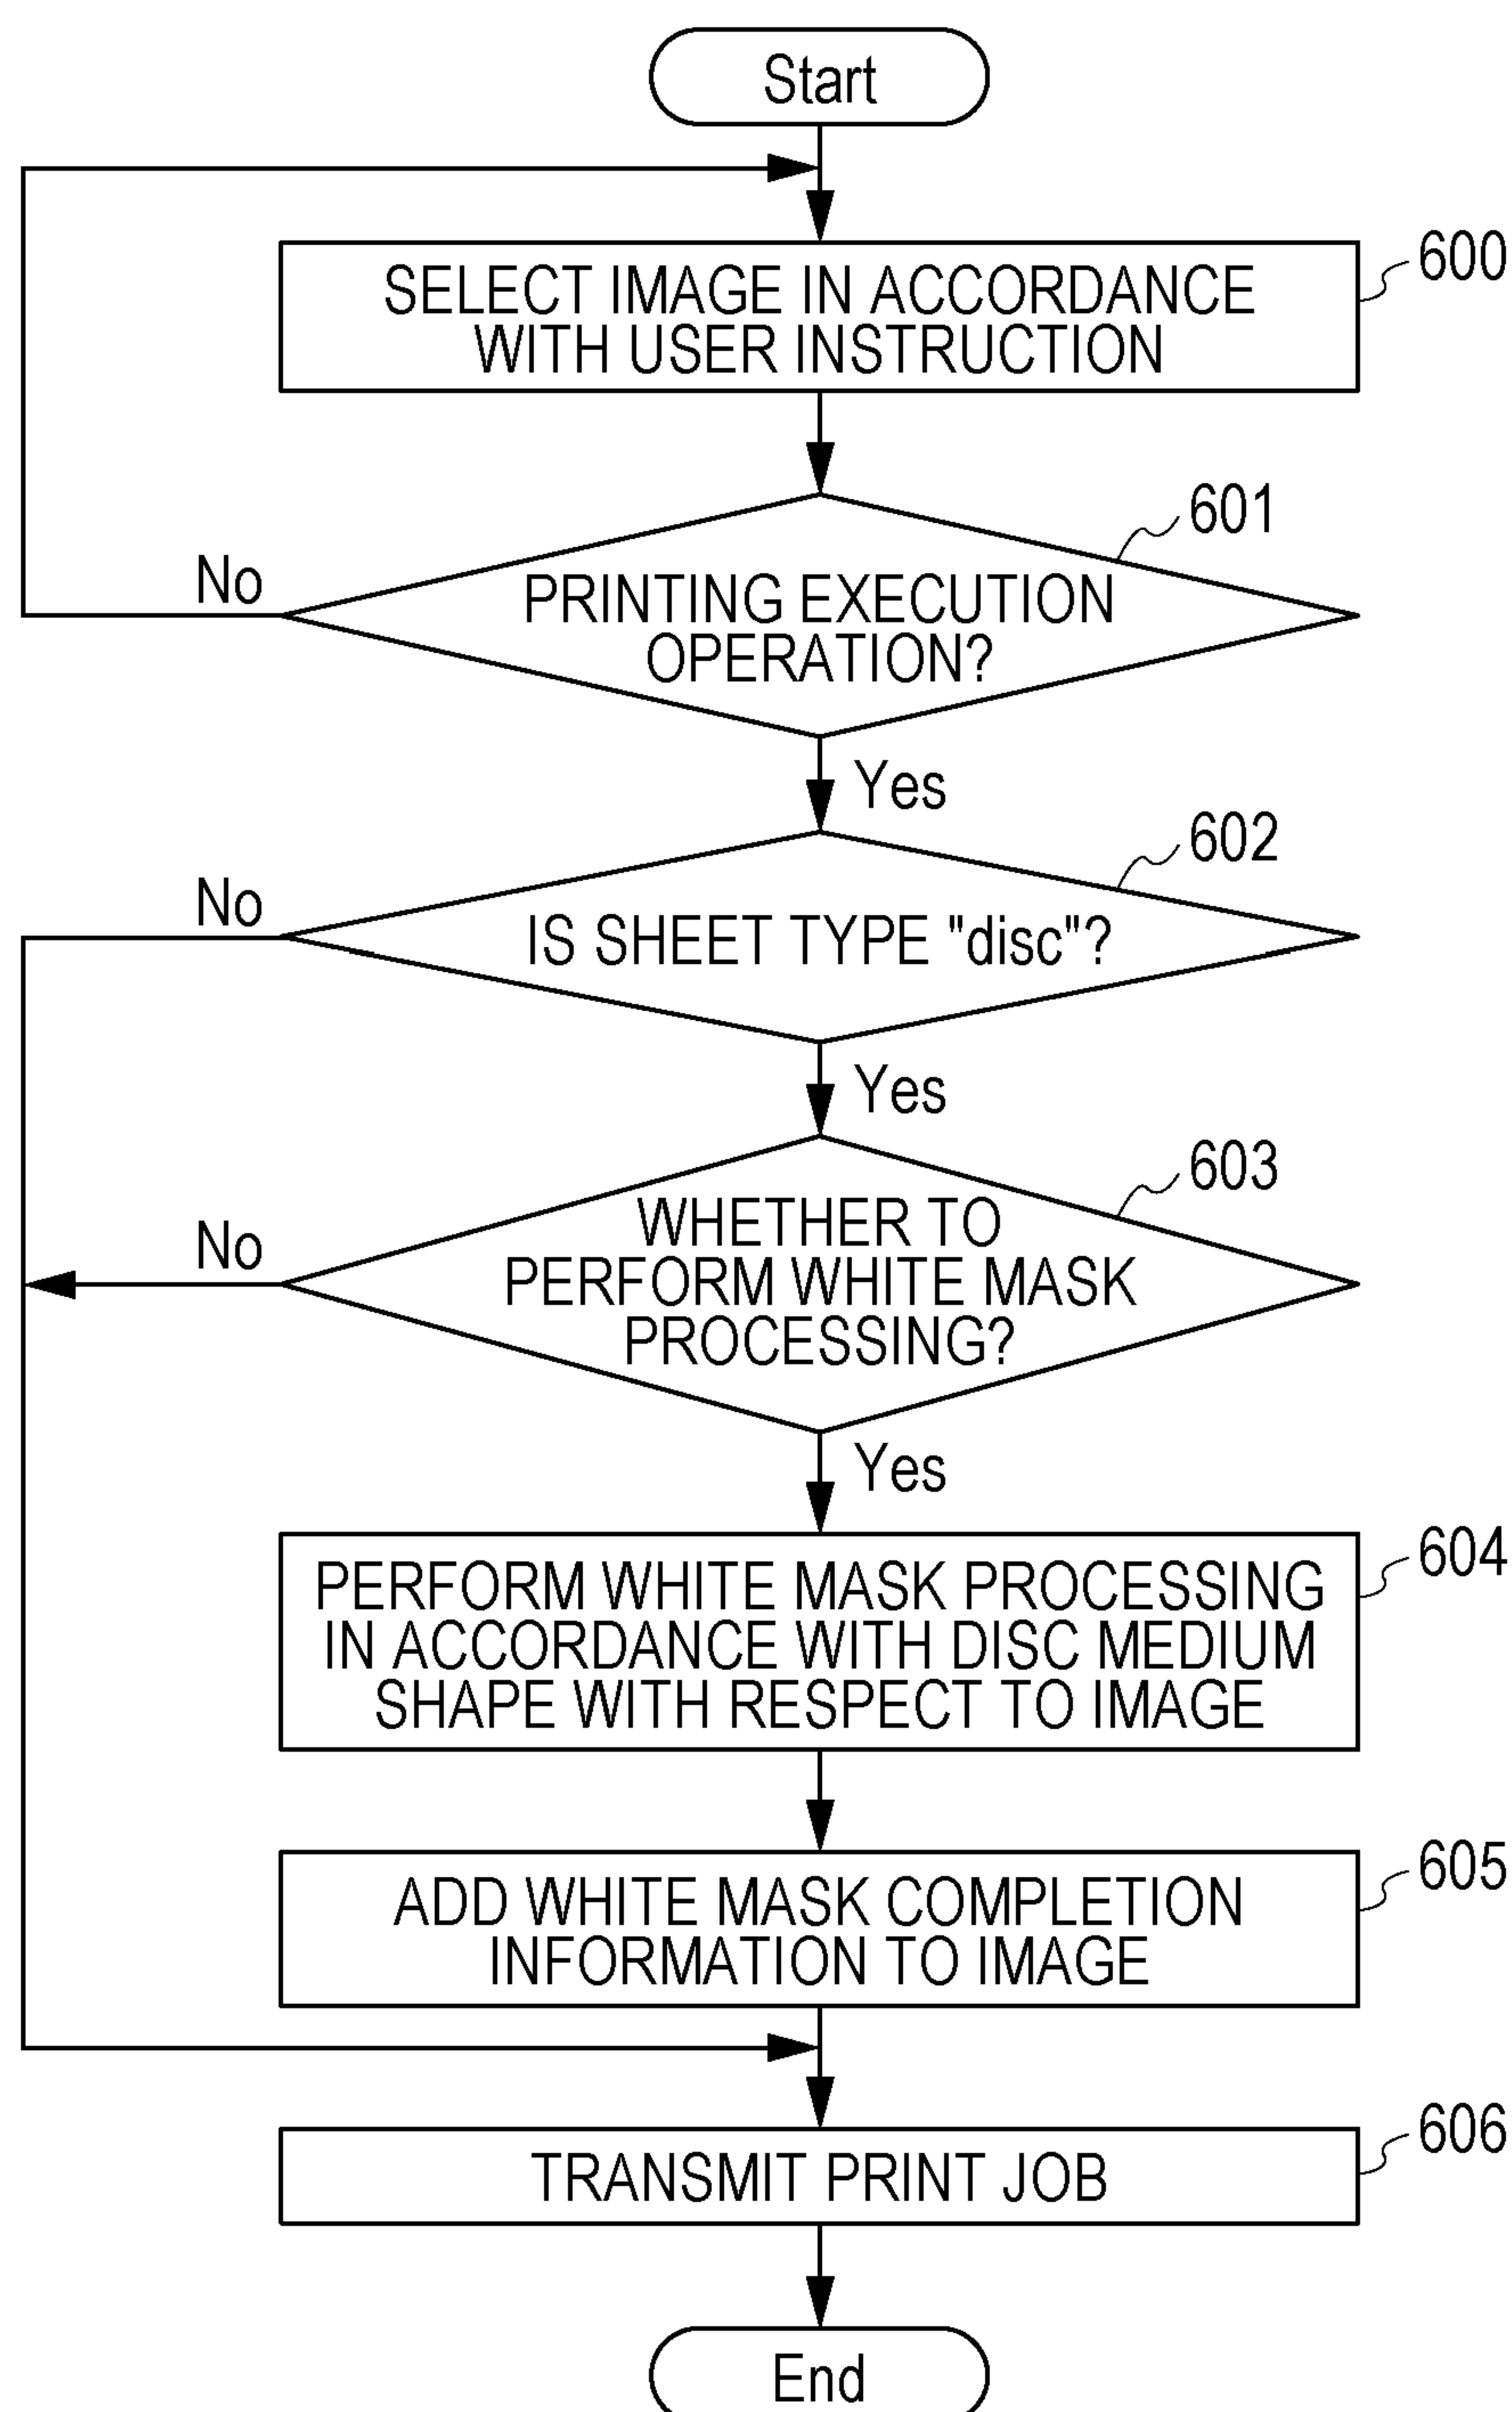 Start
SELECT IMAGE IN ACCORDANCE
WITH USER INSTRUCTION
600
PRINTING EXECUTION
OPERATION?
601
No
Yes
IS SHEET TYPE "disc"?
602
No
Yes
WHETHER TO
PERFORM WHITE MASK
PROCESSING?
603
No
Yes
PERFORM WHITE MASK PROCESSING
IN ACCORDANCE WITH DISC MEDIUM
SHAPE WITH RESPECT TO IMAGE
604
ADD WHITE MASK COMPLETION
INFORMATION TO IMAGE
605
TRANSMIT PRINT JOB
606
End